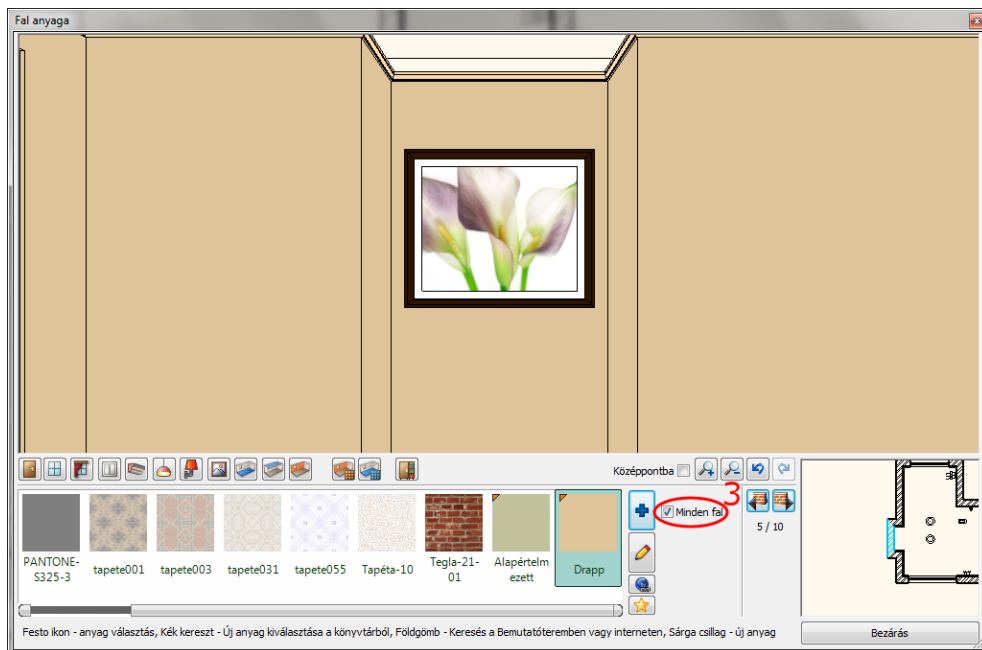 Fal anyaga
Középpontba
3
Minden fal
5 / 10
PANTONE-
S325-3
tapete001
tapete003
tapete031
tapete055
Tapéta-10
Tegla-21-
01
Alapértelm
ezett
Drapp
Festo ikon - anyag választás, Kék kereszt - Új anyag kiválasztása a könyvtárból, Földgömb - Keresés a Bemutatóteremben vagy interneten, Sárga csillag - új anyag
Bezárás